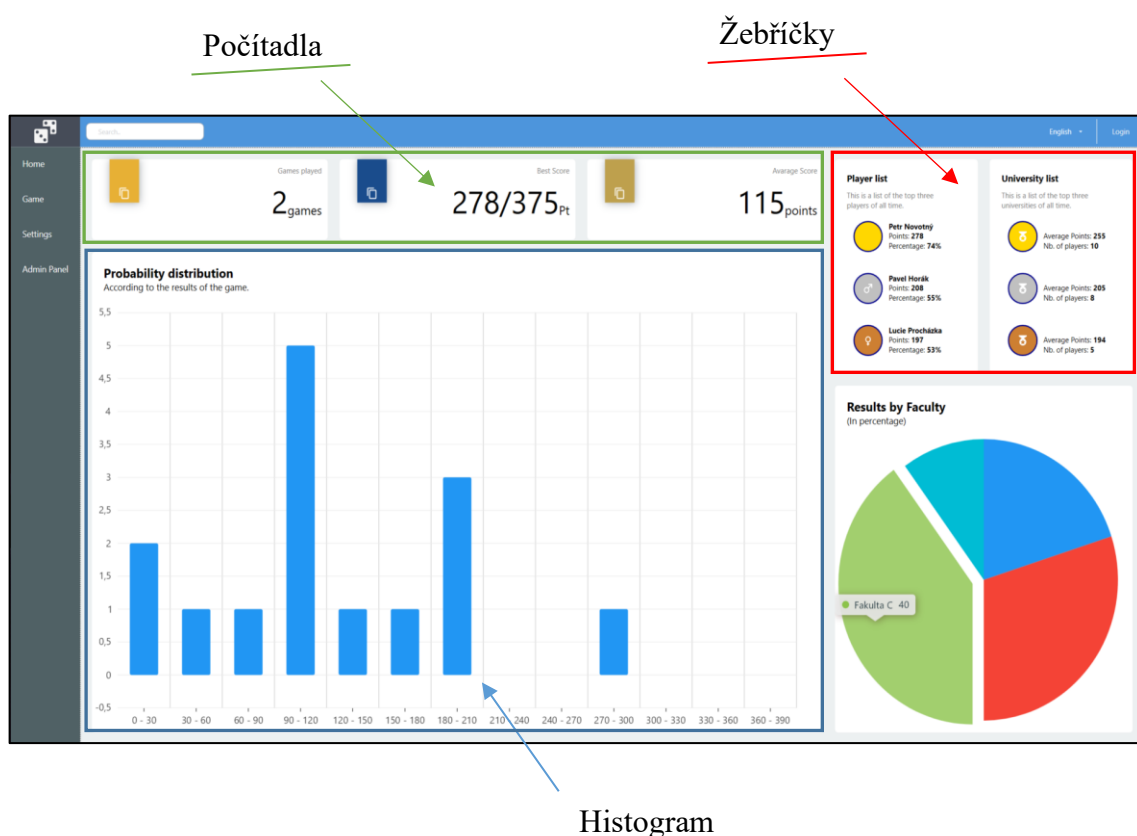 Počítadla
Žebříčky
Search..
English
Login
Home
Game
Settings
Admin Panel
Games played
2games
Best Score
278/375Pt
Avarage Score
115points
Player list
This is a list of the top three
players of all time.
Petr Novotný
Points: 278
Percentage: 74%
Pavel Horák
Points: 208
Percentage: 55%
Lucie Procházka
Points: 197
Percentage: 53%
University list
This is a list of the top three
universities of all time.
Average Points: 255
Nb. of players: 10
Average Points: 205
Nb. of players: 8
Average Points: 194
Nb. of players: 5
Probability distribution
According to the results of the game.
5,5
5
4,5
4
3,5
3
2,5
2
1,5
1
0,5
0
-0,5
0 - 30 30 - 60 60 - 90 90 - 120 120 - 150 150 - 180 180 - 210 210 - 240 240 - 270 270 - 300 300 - 330 330 - 360 360 - 390
Results by Faculty
(In percentage)
Fakulta C 40
Histogram